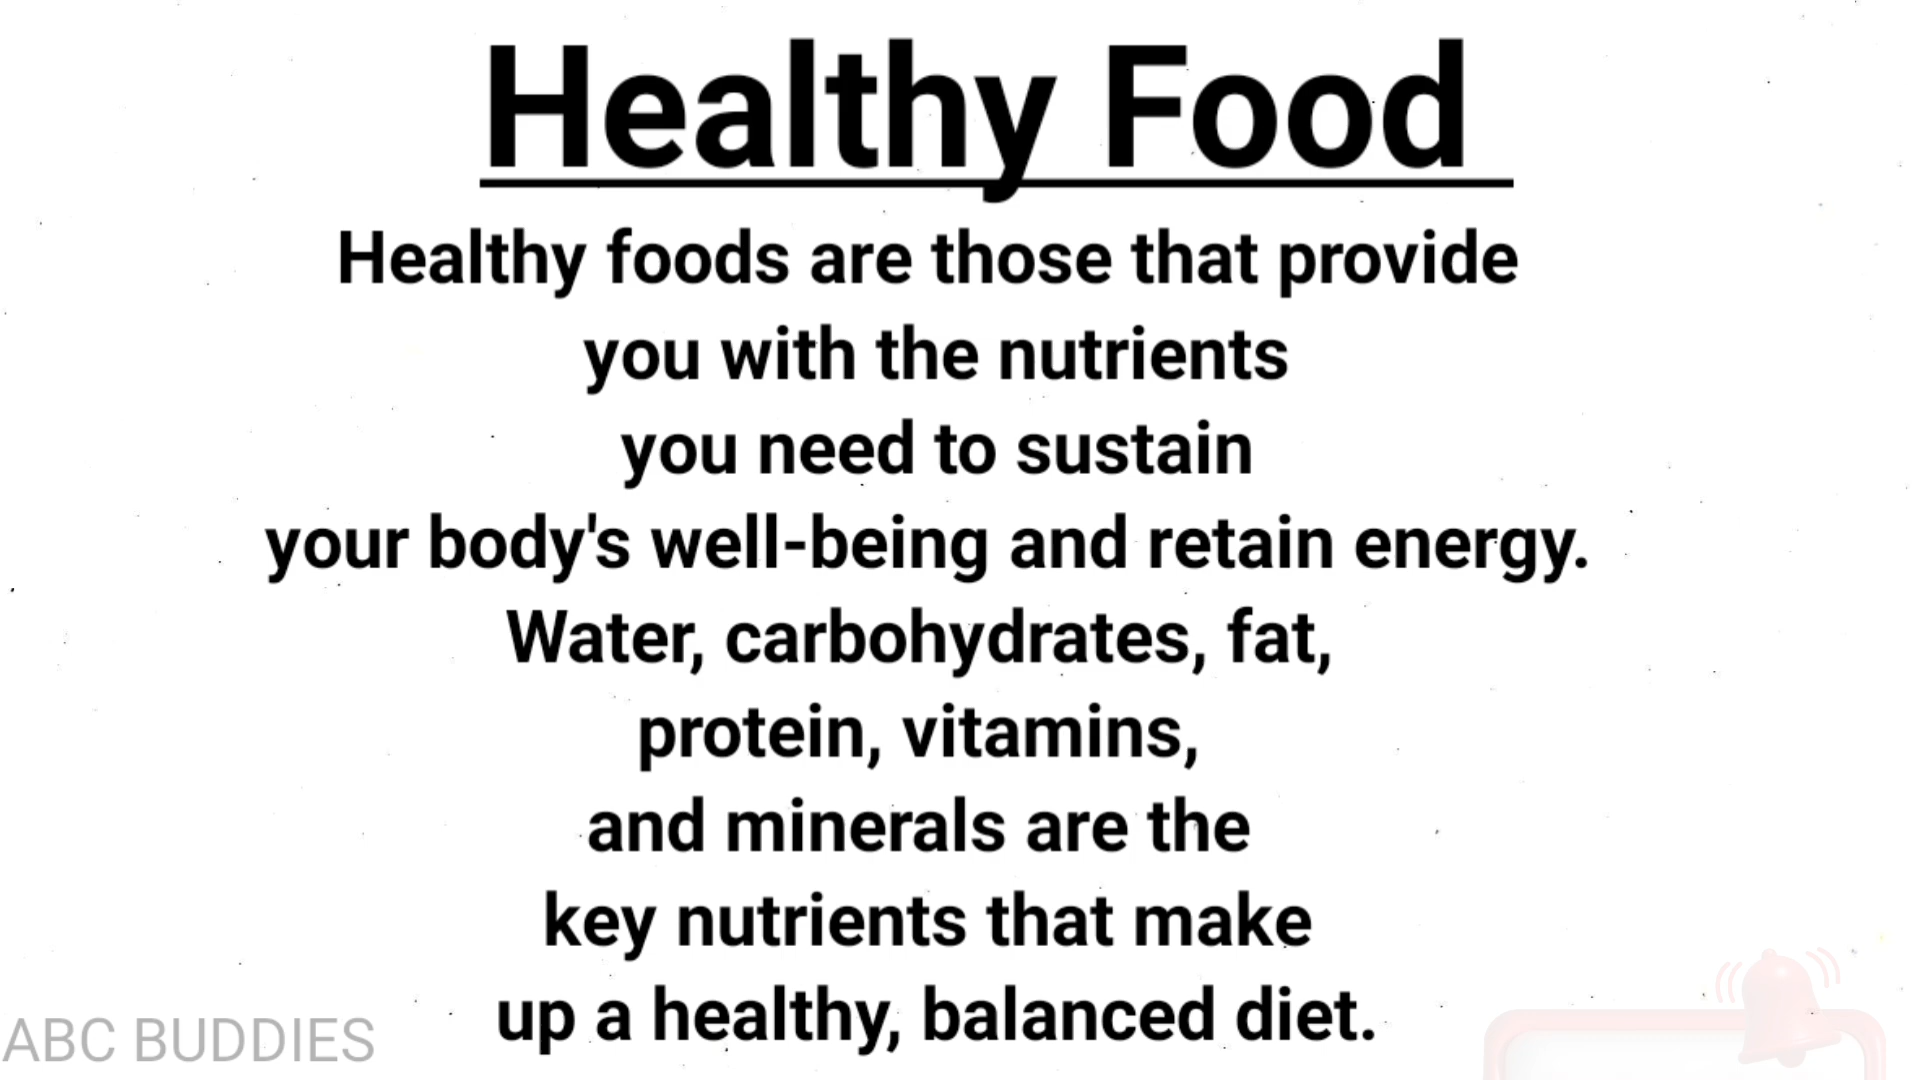 Healthy Food
Healthy foods are those that provide
you with the nutrients
you need to sustain
your body's well-being and retain energy.
Water, carbohydrates, fat,
protein, vitamins,
and minerals are the
key nutrients that make
up a healthy, balanced diet.
ABC BUDDIES